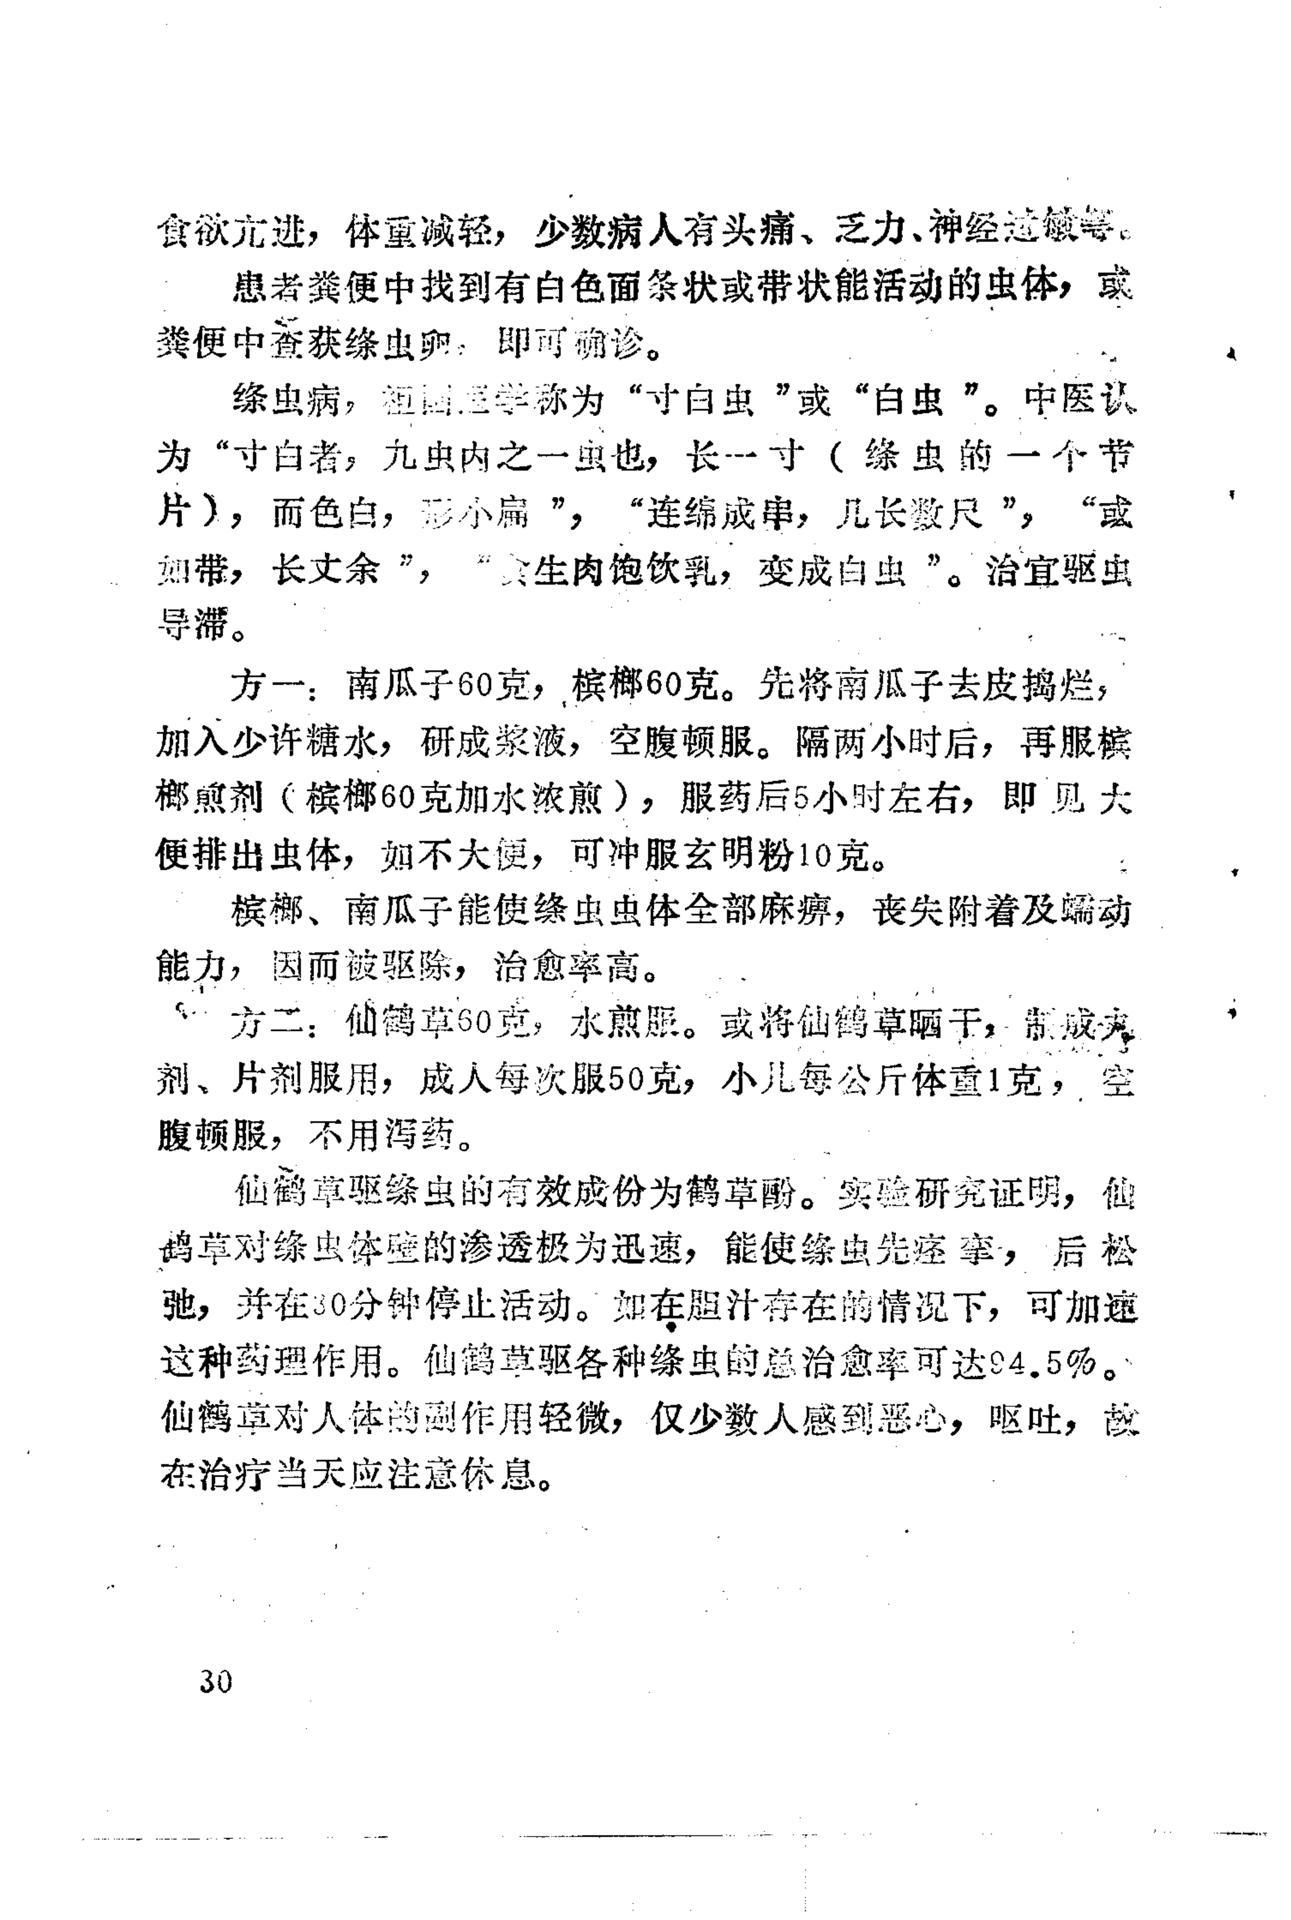 食欲亢进，体重减轻，少数病人有头痛、乏力、神经过敏等。
患者粪便中找到有白色面条状或带状能活动的虫体，或
粪便中查获绦虫卵，即可确诊。
绦虫病，祖国医学称为“寸白虫”或“白虫”。中医认
为“寸白者，九虫内之一虫也，长一寸（绦虫的一个节
片），而色白，形小扁”，“连绵成串，几长数尺”，“或
如带，长丈余”，“食生肉饱饮乳，变成白虫”。治宜驱虫
导滞。
方一：南瓜子60克，槟榔60克。先将南瓜子去皮捣烂，
加入少许糖水，研成浆液，空腹顿服。隔两小时后，再服槟
榔煎剂（槟榔60克加水浓煎），服药后5小时左右，即见大
便排出虫体，如不大便，可冲服玄明粉10克。
槟榔、南瓜子能使绦虫虫体全部麻痹，丧失附着及蠕动
能力，因而被驱除，治愈率高。
方二：仙鹤草60克，水煎服。或将仙鹤草晒干，制成
剂、片剂服用，成人每次服50克，小儿每公斤体重1克，空
腹顿服，不用泻药。
仙鹤草驱绦虫的有效成份为鹤草酚。实验研究证明，仙
鹤草对绦虫体壁的渗透极为迅速，能使绦虫先痉挛，后松
弛，并在30分钟停止活动。如在胆汁存在的情况下，可加速
这种药理作用。仙鹤草驱各种绦虫的总治愈率可达94.5%。
仙鹤草对人体的副作用轻微，仅少数人感到恶心，呕吐，故
在治疗当天应注意休息。
30